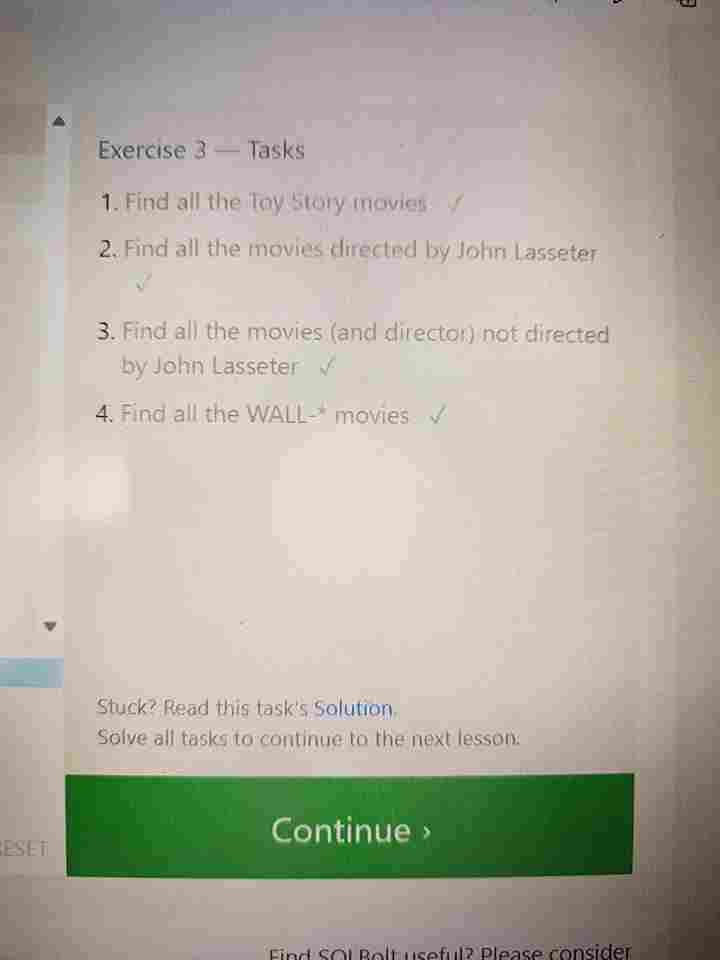 Exercise 3 — Tasks
1. Find all the Toy Story movies ✓
2. Find all the movies directed by John Lasseter
✓
3. Find all the movies (and director) not directed
by John Lasseter ✓
4. Find all the WALL-* movies ✓
Stuck? Read this task's Solution.
Solve all tasks to continue to the next lesson.
RESET
Continue ›
Find SQLBolt useful? Please consider